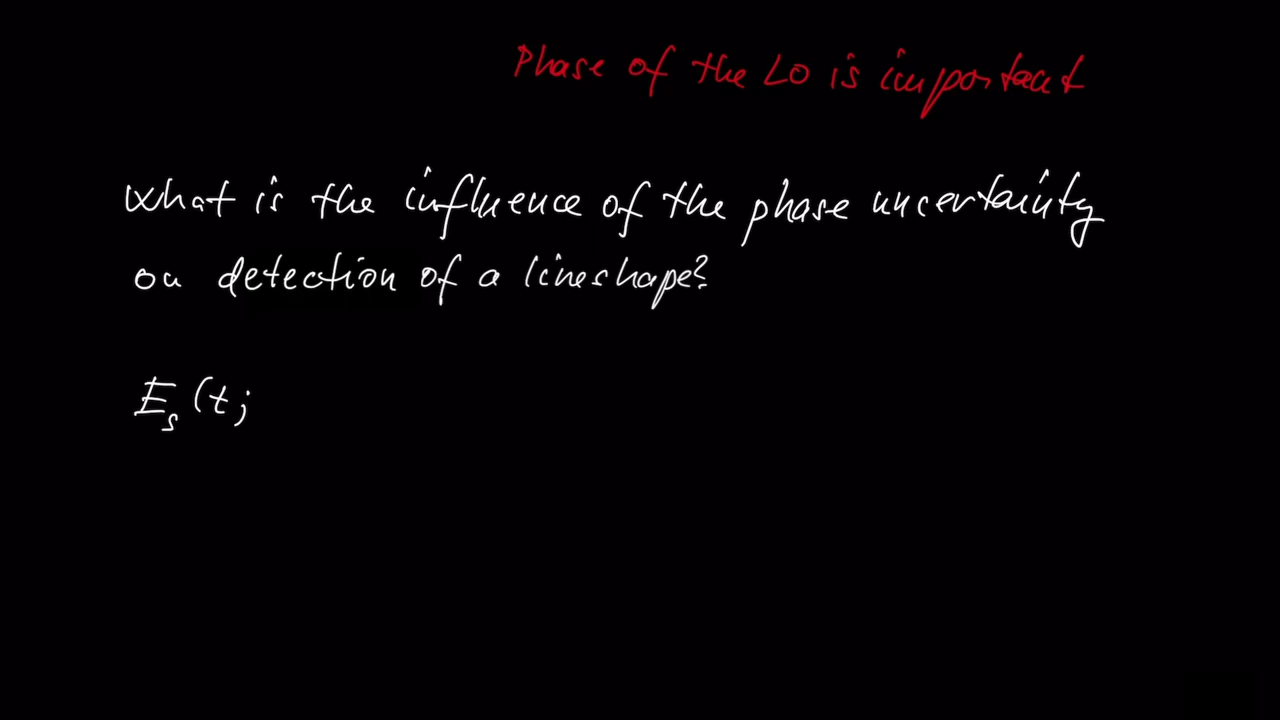 Phase of the LO is important
What is the influence of the phase uncertainty
on detection of a lineshape?
E_s (t;